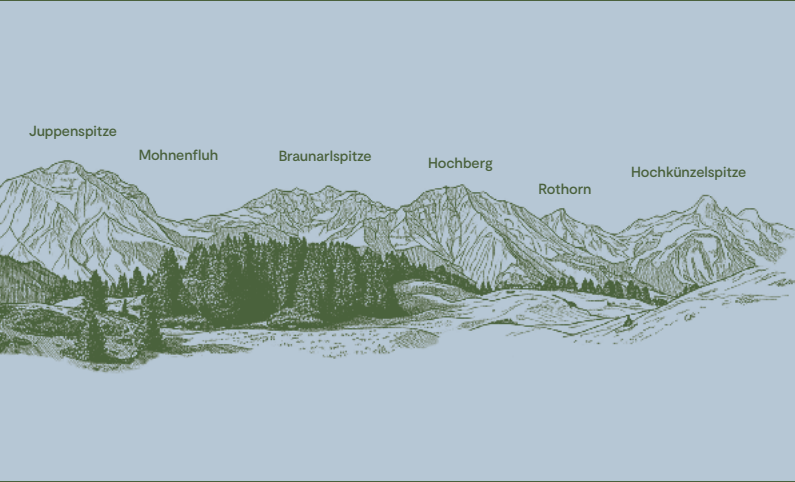 Juppenspitze
Mohnenfluh
Braunarlspitze
Hochberg
Rothorn
Hochkünzelspitze